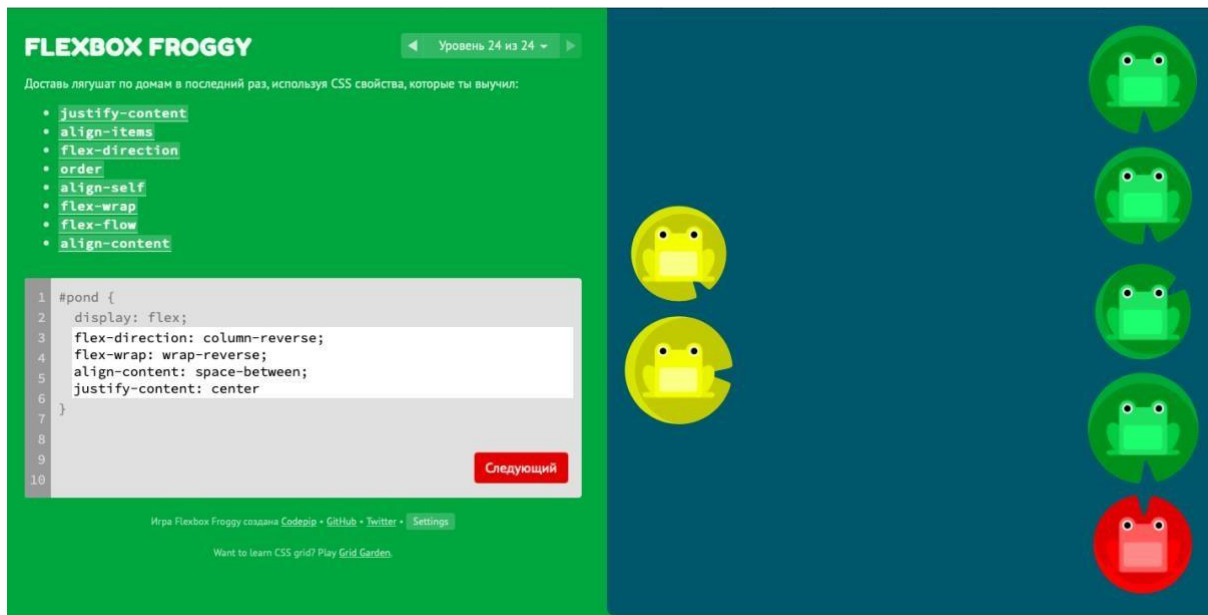 FLEXBOX FROGGY
◀ Уровень 24 из 24 ▾ ▶
Доставь лягушат по домам в последний раз, используя CSS свойства, которые ты выучил:
• justify-content
• align-items
• flex-direction
• order
• align-self
• flex-wrap
• flex-flow
• align-content
1 #pond {
2 display: flex;
3 flex-direction: column-reverse;
4 flex-wrap: wrap-reverse;
5 align-content: space-between;
6 justify-content: center
7 }
8
9
10
Следующий
Игра Flexbox Froggy создана Codepip • GitHub • Twitter • Settings
Want to learn CSS grid? Play Grid Garden.